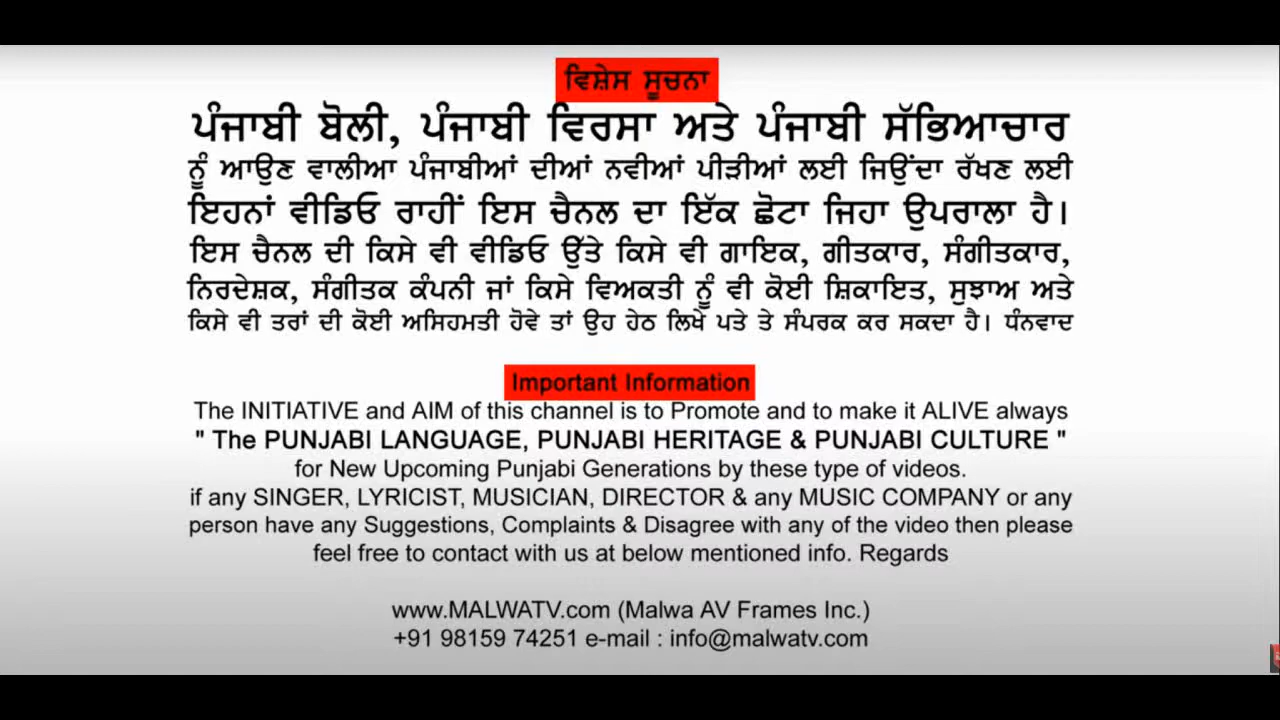 ਵਿਸ਼ੇਸ ਸੂਚਨਾ
ਪੰਜਾਬੀ ਬੋਲੀ, ਪੰਜਾਬੀ ਵਿਰਸਾ ਅਤੇ ਪੰਜਾਬੀ ਸੱਭਿਆਚਾਰ
ਨੂੰ ਆਉਣ ਵਾਲੀਆ ਪੰਜਾਬੀਆਂ ਦੀਆਂ ਨਵੀਆਂ ਪੀੜੀਆਂ ਲਈ ਜਿਉਂਦਾ ਰੱਖਣ ਲਈ
ਇਹਨਾਂ ਵੀਡਿਓ ਰਾਹੀਂ ਇਸ ਚੈਨਲ ਦਾ ਇੱਕ ਛੋਟਾ ਜਿਹਾ ਉਪਰਾਲਾ ਹੈ।
ਇਸ ਚੈਨਲ ਦੀ ਕਿਸੇ ਵੀ ਵੀਡਿਓ ਉੱਤੇ ਕਿਸੇ ਵੀ ਗਾਇਕ, ਗੀਤਕਾਰ, ਸੰਗੀਤਕਾਰ,
ਨਿਰਦੇਸ਼ਕ, ਸੰਗੀਤਕ ਕੰਪਨੀ ਜਾਂ ਕਿਸੇ ਵਿਅਕਤੀ ਨੂੰ ਵੀ ਕੋਈ ਸ਼ਿਕਾਇਤ, ਸੁਝਾਅ ਅਤੇ
ਕਿਸੇ ਵੀ ਤਰਾਂ ਦੀ ਕੋਈ ਅਸਿਹਮਤੀ ਹੋਵੇ ਤਾਂ ਉਹ ਹੇਠ ਲਿਖੇ ਪਤੇ ਤੇ ਸੰਪਰਕ ਕਰ ਸਕਦਾ ਹੈ। ਧੰਨਵਾਦ
Important Information
The INITIATIVE and AIM of this channel is to Promote and to make it ALIVE always
" The PUNJABI LANGUAGE, PUNJABI HERITAGE & PUNJABI CULTURE "
for New Upcoming Punjabi Generations by these type of videos.
if any SINGER, LYRICIST, MUSICIAN, DIRECTOR & any MUSIC COMPANY or any
person have any Suggestions, Complaints & Disagree with any of the video then please
feel free to contact with us at below mentioned info. Regards
www.MALWATV.com (Malwa AV Frames Inc.)
+91 98159 74251 e-mail : info@malwatv.com